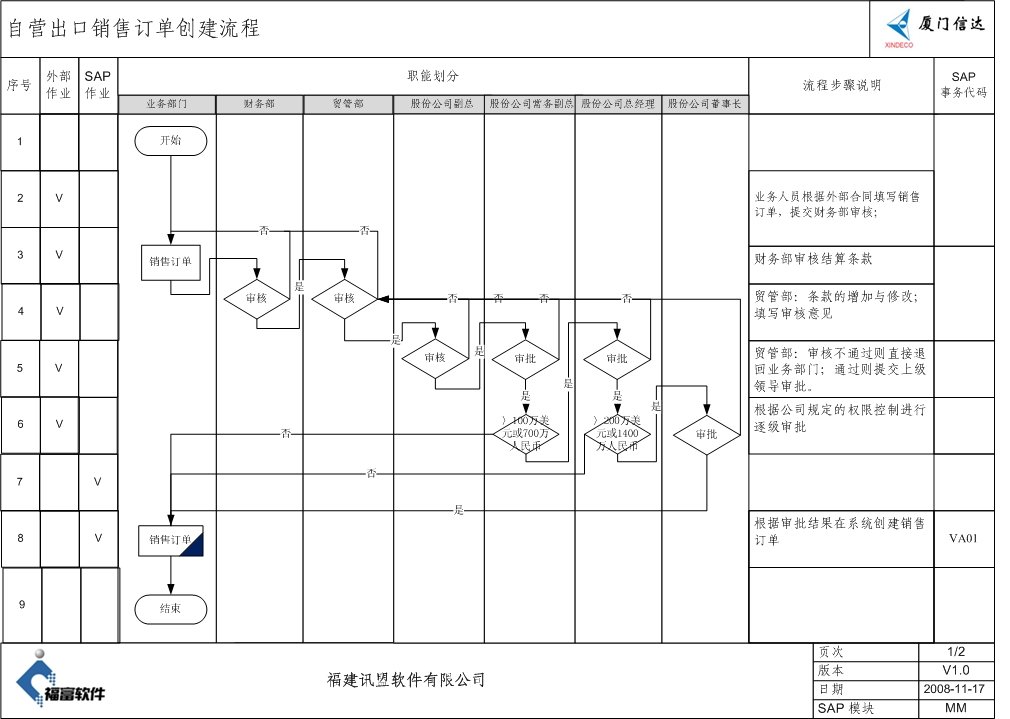 自营出口销售订单创建流程
厦门信达
XINDECO
序号
外部
作业
SAP
作业
职能划分
流程步骤说明
SAP
事务代码
业务部门
财务部
贸管部
股份公司副总
股份公司常务副总
股份公司总经理
股份公司董事长
1
开始
2
V
业务人员根据外部合同填写销售
订单，提交财务部审核；
否
否
3
V
销售订单
财务部审核结算条款
是
审核
审核
4
V
否
否
否
否
贸管部：条款的增加与修改；
填写审核意见
是
是
5
V
审核
审批
审批
贸管部：审核不通过则直接退
回业务部门；通过则提交上级
领导审批。
是
是
是
是
6
V
〉100万美
元或700万
人民币
〉200万美
元或1400
万人民币
审批
根据公司规定的权限控制进行
逐级审批
否
7
V
否
是
8
V
销售订单
根据审批结果在系统创建销售
订单
VA01
9
结束
福富软件
福建讯盟软件有限公司
页次
1/2
版本
V1.0
日期
2008-11-17
SAP 模块
MM